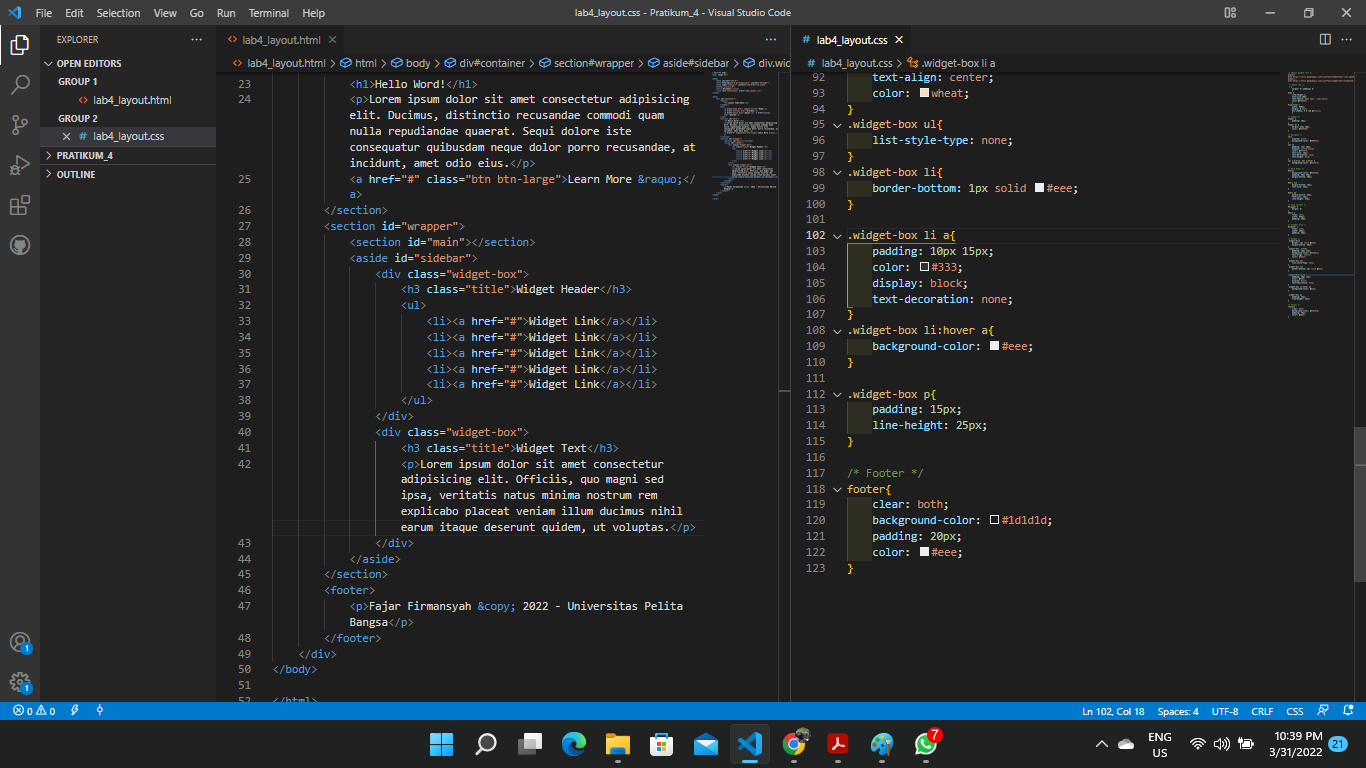 File Edit Selection View Go Run Terminal Help
lab4_layout.css - Pratikum_4 - Visual Studio Code
EXPLORER
OPEN EDITORS
GROUP 1
<> lab4_layout.html
GROUP 2
# lab4_layout.css
PRATIKUM_4
OUTLINE
<> lab4_layout.html
<> lab4_layout.html > html > body > div#container > section#wrapper > aside#sidebar > div.wid
23 <h1>Hello Word!</h1>
24 <p>Lorem ipsum dolor sit amet consectetur adipisicing
elit. Ducimus, distinctio recusandae commodi quam
nulla repudiandae quaerat. Sequi dolore iste
consequatur quibusdam neque dolor porro recusandae, at
incidunt, amet odio eius.</p>
25 <a href="#" class="btn btn-large">Learn More &raquo;</
a>
26 </section>
27 <section id="wrapper">
28 <section id="main"></section>
29 <aside id="sidebar">
30 <div class="widget-box">
31 <h3 class="title">Widget Header</h3>
32 <ul>
33 <li><a href="#">Widget Link</a></li>
34 <li><a href="#">Widget Link</a></li>
35 <li><a href="#">Widget Link</a></li>
36 <li><a href="#">Widget Link</a></li>
37 <li><a href="#">Widget Link</a></li>
38 </ul>
39 </div>
40 <div class="widget-box">
41 <h3 class="title">Widget Text</h3>
42 <p>Lorem ipsum dolor sit amet consectetur
adipisicing elit. Officiis, quo magni sed
ipsa, veritatis natus minima nostrum rem
explicabo placeat veniam illum ducimus nihil
earum itaque deserunt quidem, ut voluptas.</p>
43 </div>
44 </aside>
45 </section>
46 <footer>
47 <p>Fajar Firmansyah &copy; 2022 - Universitas Pelita
Bangsa</p>
48 </footer>
49 </div>
50 </body>
51
52 </html>
# lab4_layout.css
# lab4_layout.css > .widget-box li a
92 text-align: center;
93 color: wheat;
94 }
95 .widget-box ul{
96 list-style-type: none;
97 }
98 .widget-box li{
99 border-bottom: 1px solid #eee;
100 }
101
102 .widget-box li a{
103 padding: 10px 15px;
104 color: #333;
105 display: block;
106 text-decoration: none;
107 }
108 .widget-box li:hover a{
109 background-color: #eee;
110 }
111
112 .widget-box p{
113 padding: 15px;
114 line-height: 25px;
115 }
116
117 /* Footer */
118 footer{
119 clear: both;
120 background-color: #1d1d1d;
121 padding: 20px;
122 color: #eee;
123 }
1
1
0 0
Ln 102, Col 18 Spaces: 4 UTF-8 CRLF CSS
7
ENG
US
10:39 PM
3/31/2022
21